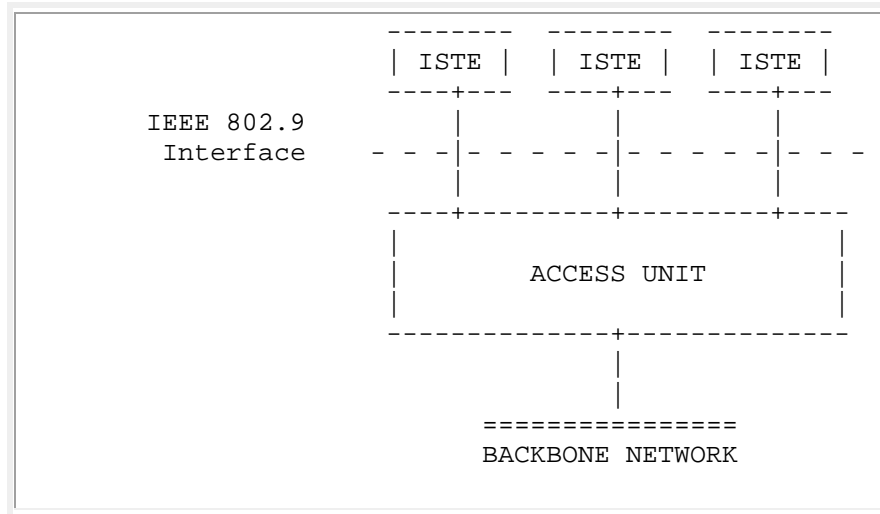 ISTE ISTE ISTE
IEEE 802.9
Interface
ACCESS UNIT
BACKBONE NETWORK